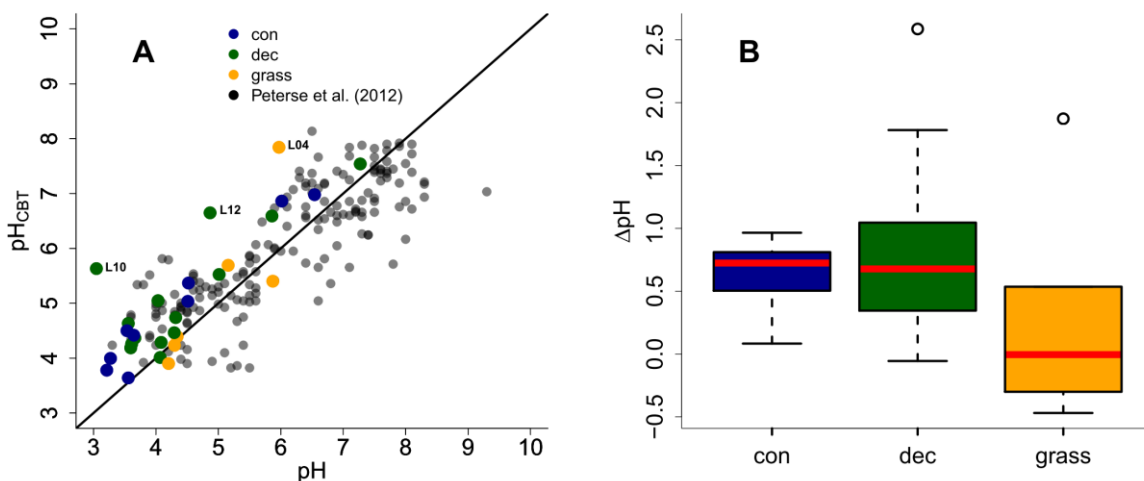 A
con
dec
grass
Peterse et al. (2012)
L04
L12
L10
pHCBT
10
9
8
7
6
5
4
3
3 4 5 6 7 8 9 10
pH
B
ΔpH
2.5
2.0
1.5
1.0
0.5
0.0
−0.5
con dec grass